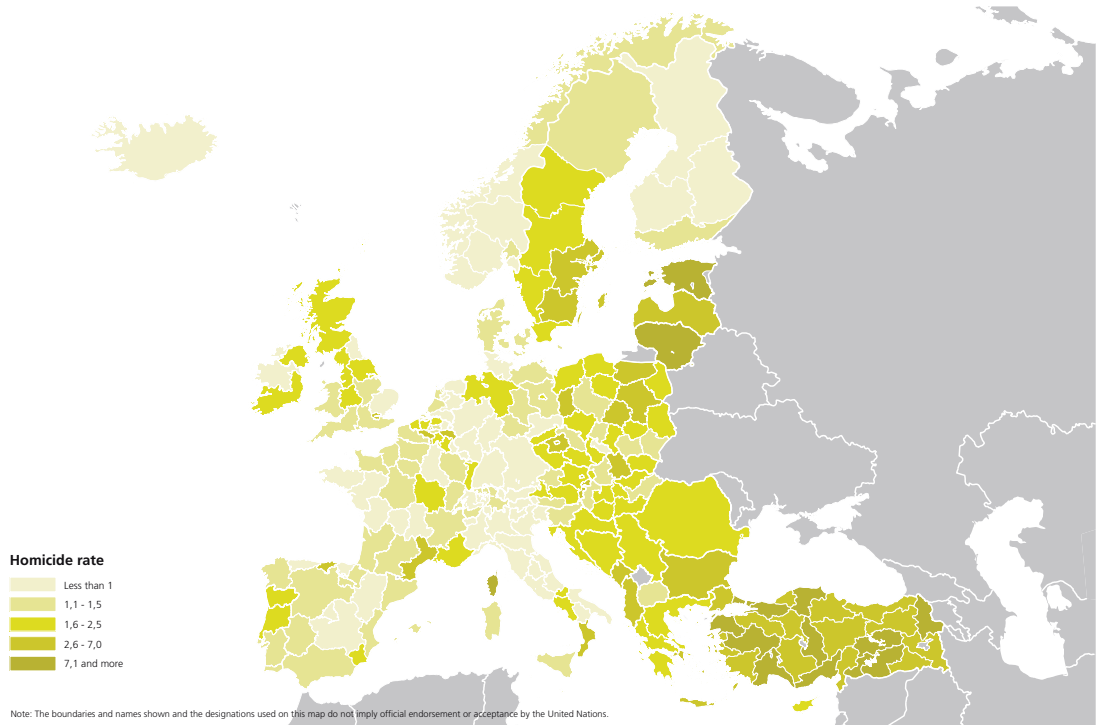 Homicide rate
Less than 1
1,1 - 1,5
1,6 - 2,5
2,6 - 7,0
7,1 and more
Note: The boundaries and names shown and the designations used on this map do not imply official endorsement or acceptance by the United Nations.